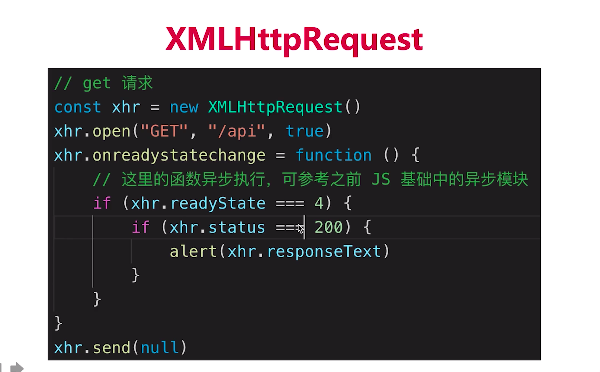 XMLHttpRequest
// get 请求
const xhr = new XMLHttpRequest()
xhr.open("GET", "/api", true)
xhr.onreadystatechange = function () {
// 这里的函数异步执行，可参考之前 JS 基础中的异步模块
if (xhr.readyState === 4) {
if (xhr.status === 200) {
alert(xhr.responseText)
}
}
}
xhr.send(null)